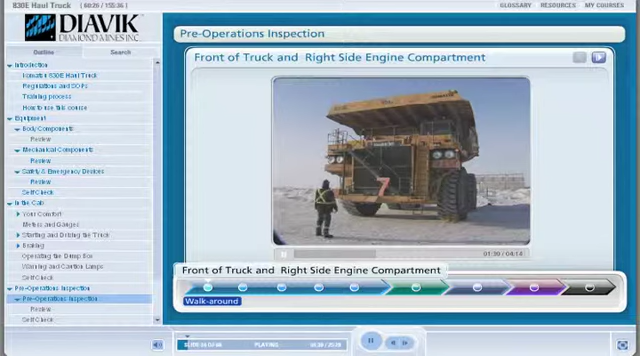 830E Haul Truck
GLOSSARY RESOURCES MY COURSES
DIAVIK
DIAMOND MINES INC.
Outline Search
Pre-Operations Inspection
Front of Truck and Right Side Engine Compartment
Introduction
Komatsu 830E Haul Truck
Regulations and SOPs
Training process
How to use this course
Equipment
Body Components
Review
Mechanical Components
Review
Safety & Emergency Devices
Review
Self Check
In the Cab
Your Comfort
Meters and Gauges
Starting and Driving the Truck
Braking
Operating the Dump Box
Warning and Caution Lamps
Self Check
Pre-Operations Inspection
Pre-Operations Inspection
Review
Self Check
7
01:30 / 04:14
Front of Truck and Right Side Engine Compartment
Walk-around
PLAYING